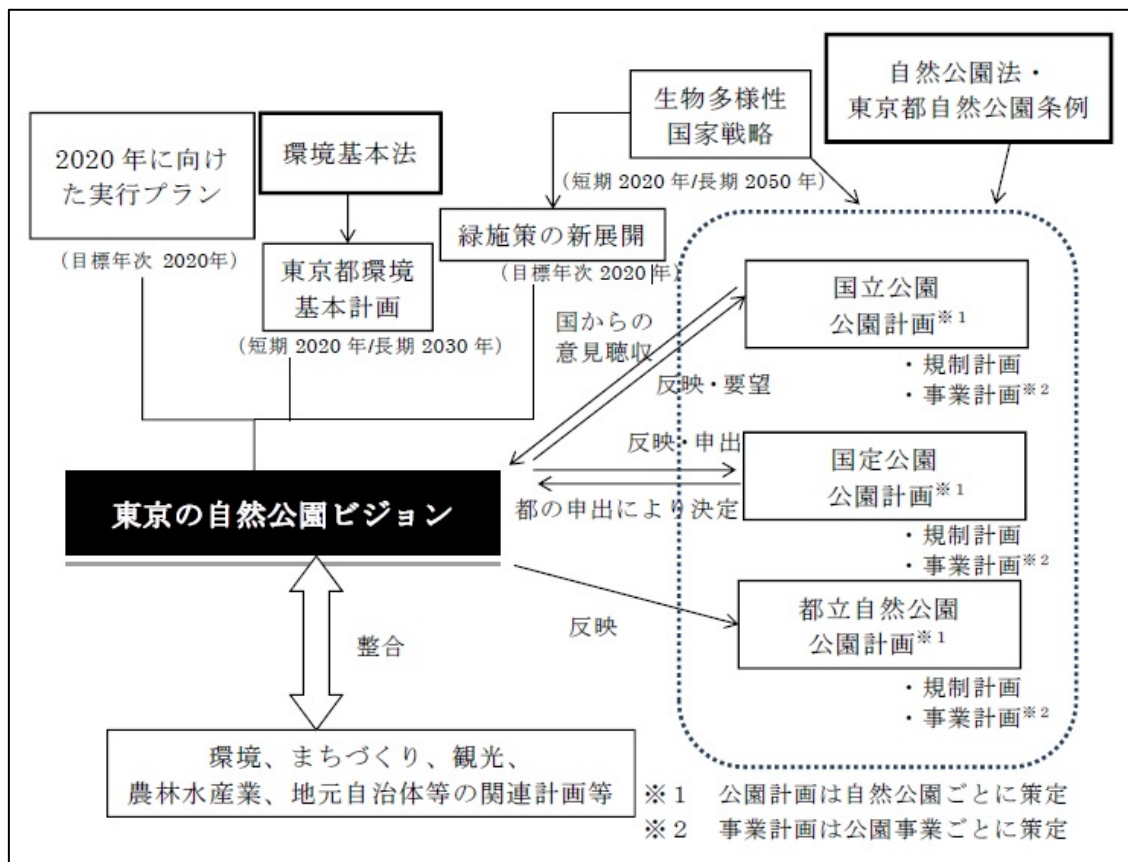 自然公園法・
東京都自然公園条例
生物多様性
国家戦略
(短期 2020 年/長期 2050 年)
2020 年に向け
た実行プラン
(目標年次 2020年)
環境基本法
東京都環境
基本計画
(短期 2020 年/長期 2030 年)
緑施策の新展開
(目標年次 2020 年)
国からの
意見聴収
反映・要望
国立公園
公園計画※1
・規制計画
・事業計画※2
反映・申出
都の申出により決定
国定公園
公園計画※1
・規制計画
・事業計画※2
東京の自然公園ビジョン
反映
都立自然公園
公園計画※1
・規制計画
・事業計画※2
整合
環境、まちづくり、観光、
農林水産業、地元自治体等の関連計画等
※1 公園計画は自然公園ごとに策定
※2 事業計画は公園事業ごとに策定